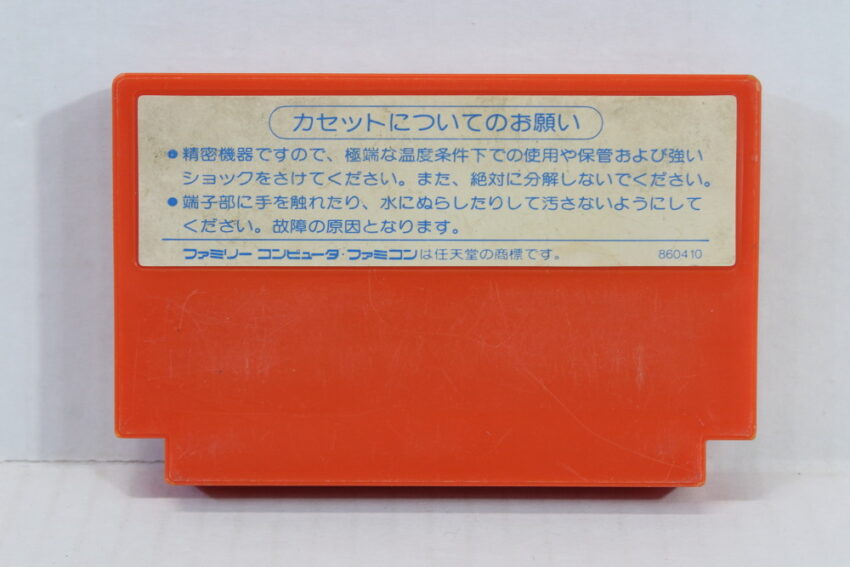 カセットについてのお願い
●精密機器ですので、極端な温度条件下での使用や保管および強い
ショックをさけてください。また、絶対に分解しないでください。
●端子部に手を触れたり、水にぬらしたりして汚さないようにして
ください。故障の原因となります。
ファミリー コンピュータ・ファミコンは任天堂の商標です。 860410